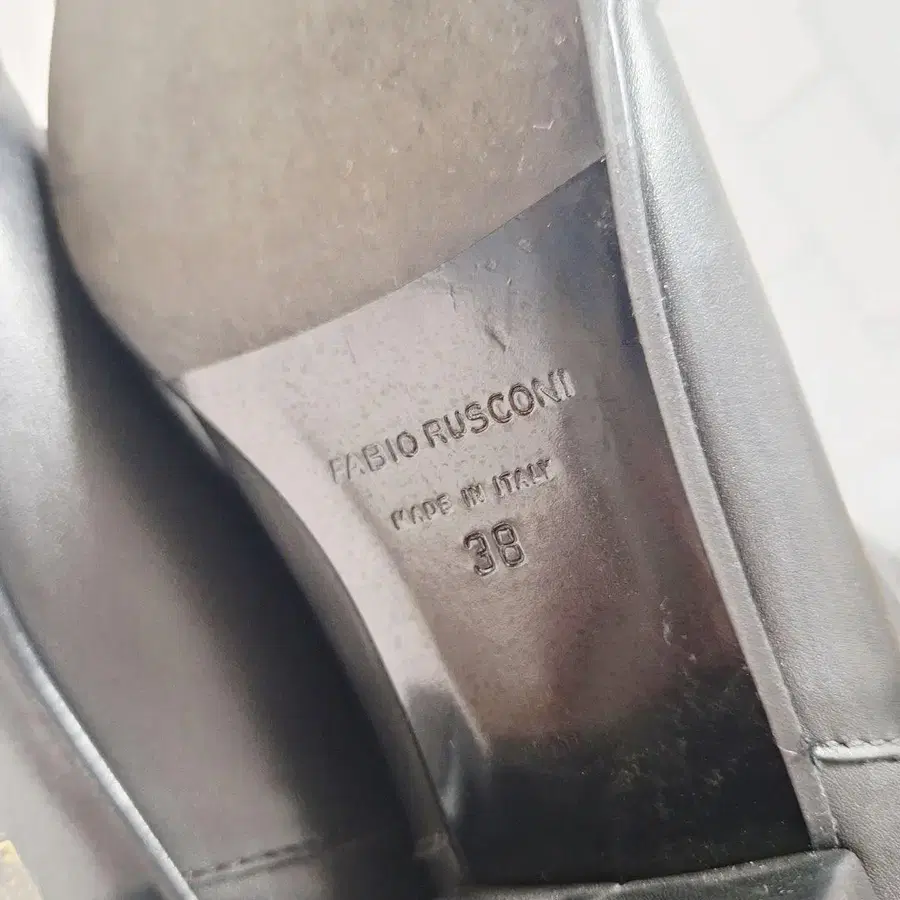 FABIO RUSCONI
MADE IN ITALY
38